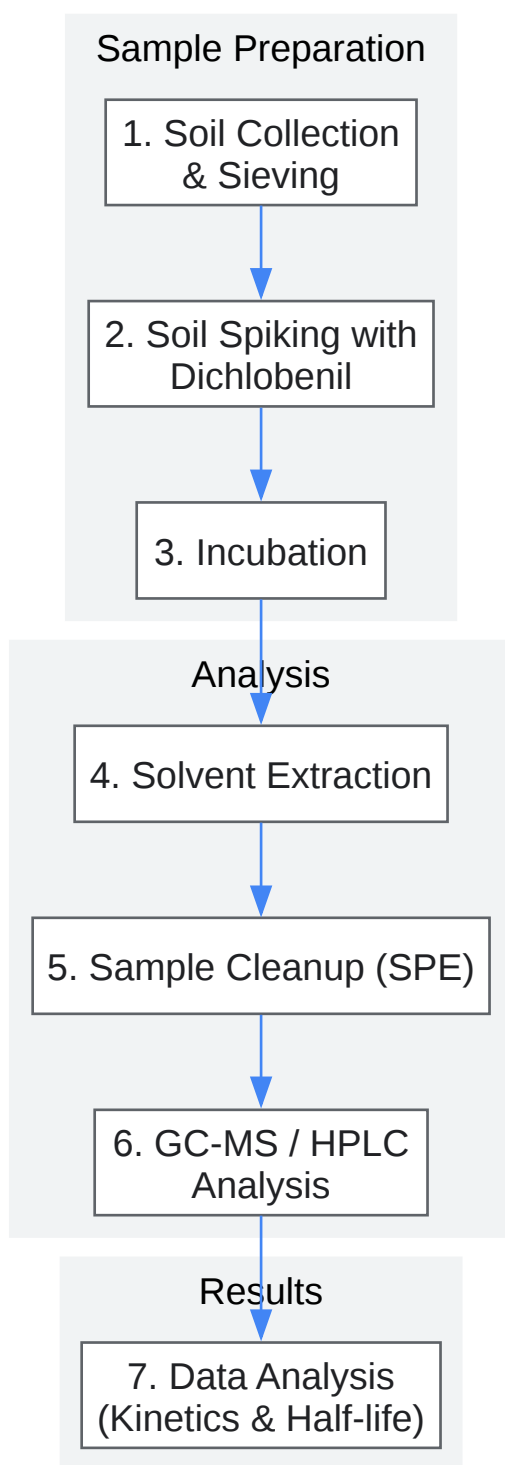 Sample Preparation
1. Soil Collection
& Sieving
2. Soil Spiking with
Dichlobenil
3. Incubation
Analysis
4. Solvent Extraction
5. Sample Cleanup (SPE)
6. GC-MS / HPLC
Analysis
Results
7. Data Analysis
(Kinetics & Half-life)